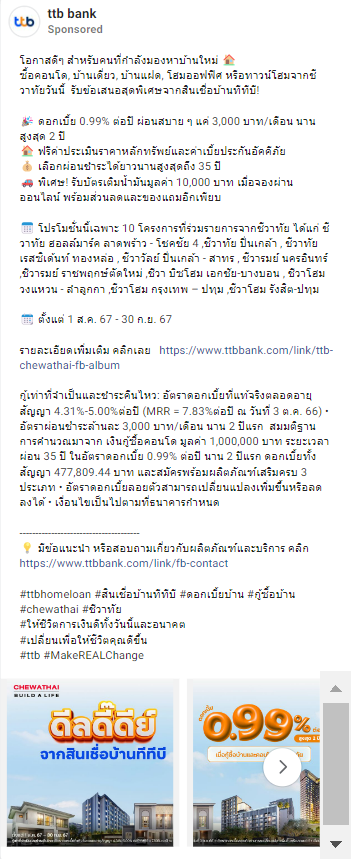 ttb
ttb bank
Sponsored
โอกาสดีๆ สำหรับคนที่กำลังมองหาบ้านใหม่ 🏠
ซื้อคอนโด, บ้านเดี่ยว, บ้านแฝด, โฮมออฟฟิศ หรือทาวน์โฮมจากชี
วาทัยวันนี้ รับข้อเสนอสุดพิเศษจากสินเชื่อบ้านทีทีบี!
🎉 ดอกเบี้ย 0.99% ต่อปี ผ่อนสบาย ๆ แค่ 3,000 บาท/เดือน นาน
สูงสุด 2 ปี
🏠 ฟรีค่าประเมินราคาหลักทรัพย์และค่าเบี้ยประกันอัคคีภัย
💰 เลือกผ่อนชำระได้ยาวนานสูงสุดถึง 35 ปี
🚗 พิเศษ! รับบัตรเติมน้ำมันมูลค่า 10,000 บาท เมื่อจองผ่าน
ออนไลน์ พร้อมส่วนลดและของแถมอีกเพียบ
🗓️ โปรโมชั่นนี้เฉพาะ 10 โครงการที่ร่วมรายการจากชีวาทัย ได้แก่ ชี
วาทัย ฮอลล์มาร์ค ลาดพร้าว - โชคชัย 4 ,ชีวาทัย ปิ่นเกล้า , ชีวาทัย
เรสซิเด้นท์ ทองหล่อ , ชีวาวัลย์ ปิ่นเกล้า - สาทร , ชีวารมย์ นครอินทร์
,ชีวารมย์ ราชพฤกษ์ตัดใหม่ ,ชีวา บิซโฮม เอกชัย-บางบอน , ชีวาโฮม
วงแหวน - ลำลูกกา ,ชีวาโฮม กรุงเทพ – ปทุม ,ชีวาโฮม รังสิต-ปทุม
🗓️ ตั้งแต่ 1 ส.ค. 67 - 30 ก.ย. 67
รายละเอียดเพิ่มเติม คลิกเลย https://www.ttbbank.com/link/ttb-
chewathai-fb-album
กู้เท่าที่จำเป็นและชำระคืนไหว: อัตราดอกเบี้ยที่แท้จริงตลอดอายุ
สัญญา 4.31%-5.00%ต่อปี (MRR = 7.83%ต่อปี ณ วันที่ 3 ต.ค. 66) •
อัตราผ่อนชำระล้านละ 3,000 บาท/เดือน นาน 2 ปีแรก สมมติฐาน
การคำนวณมาจาก เงินกู้ซื้อคอนโด มูลค่า 1,000,000 บาท ระยะเวลา
ผ่อน 35 ปี ในอัตราดอกเบี้ย 0.99% ต่อปี นาน 2 ปีแรก ดอกเบี้ยทั้ง
สัญญา 477,809.44 บาท และสมัครพร้อมผลิตภัณฑ์เสริมครบ 3
ประเภท • อัตราดอกเบี้ยลอยตัวสามารถเปลี่ยนแปลงเพิ่มขึ้นหรือลด
ลงได้ • เงื่อนไขเป็นไปตามที่ธนาคารกำหนด
-------------------------------------
💡 มีข้อแนะนำ หรือสอบถามเกี่ยวกับผลิตภัณฑ์และบริการ คลิก
https://www.ttbbank.com/link/fb-contact
#ttbhomeloan #สินเชื่อบ้านทีทีบี #ดอกเบี้ยบ้าน #กู้ซื้อบ้าน
#chewathai #ชีวาทัย
#ให้ชีวิตการเงินดีทั้งวันนี้และอนาคต
#เปลี่ยนเพื่อให้ชีวิตคุณดีขึ้น
#ttb #MakeREALChange
CHEWATHAI
BUILD A LIFE
ดีลดี๊ดีย์
จากสินเชื่อบ้านทีทีบี
0.99%